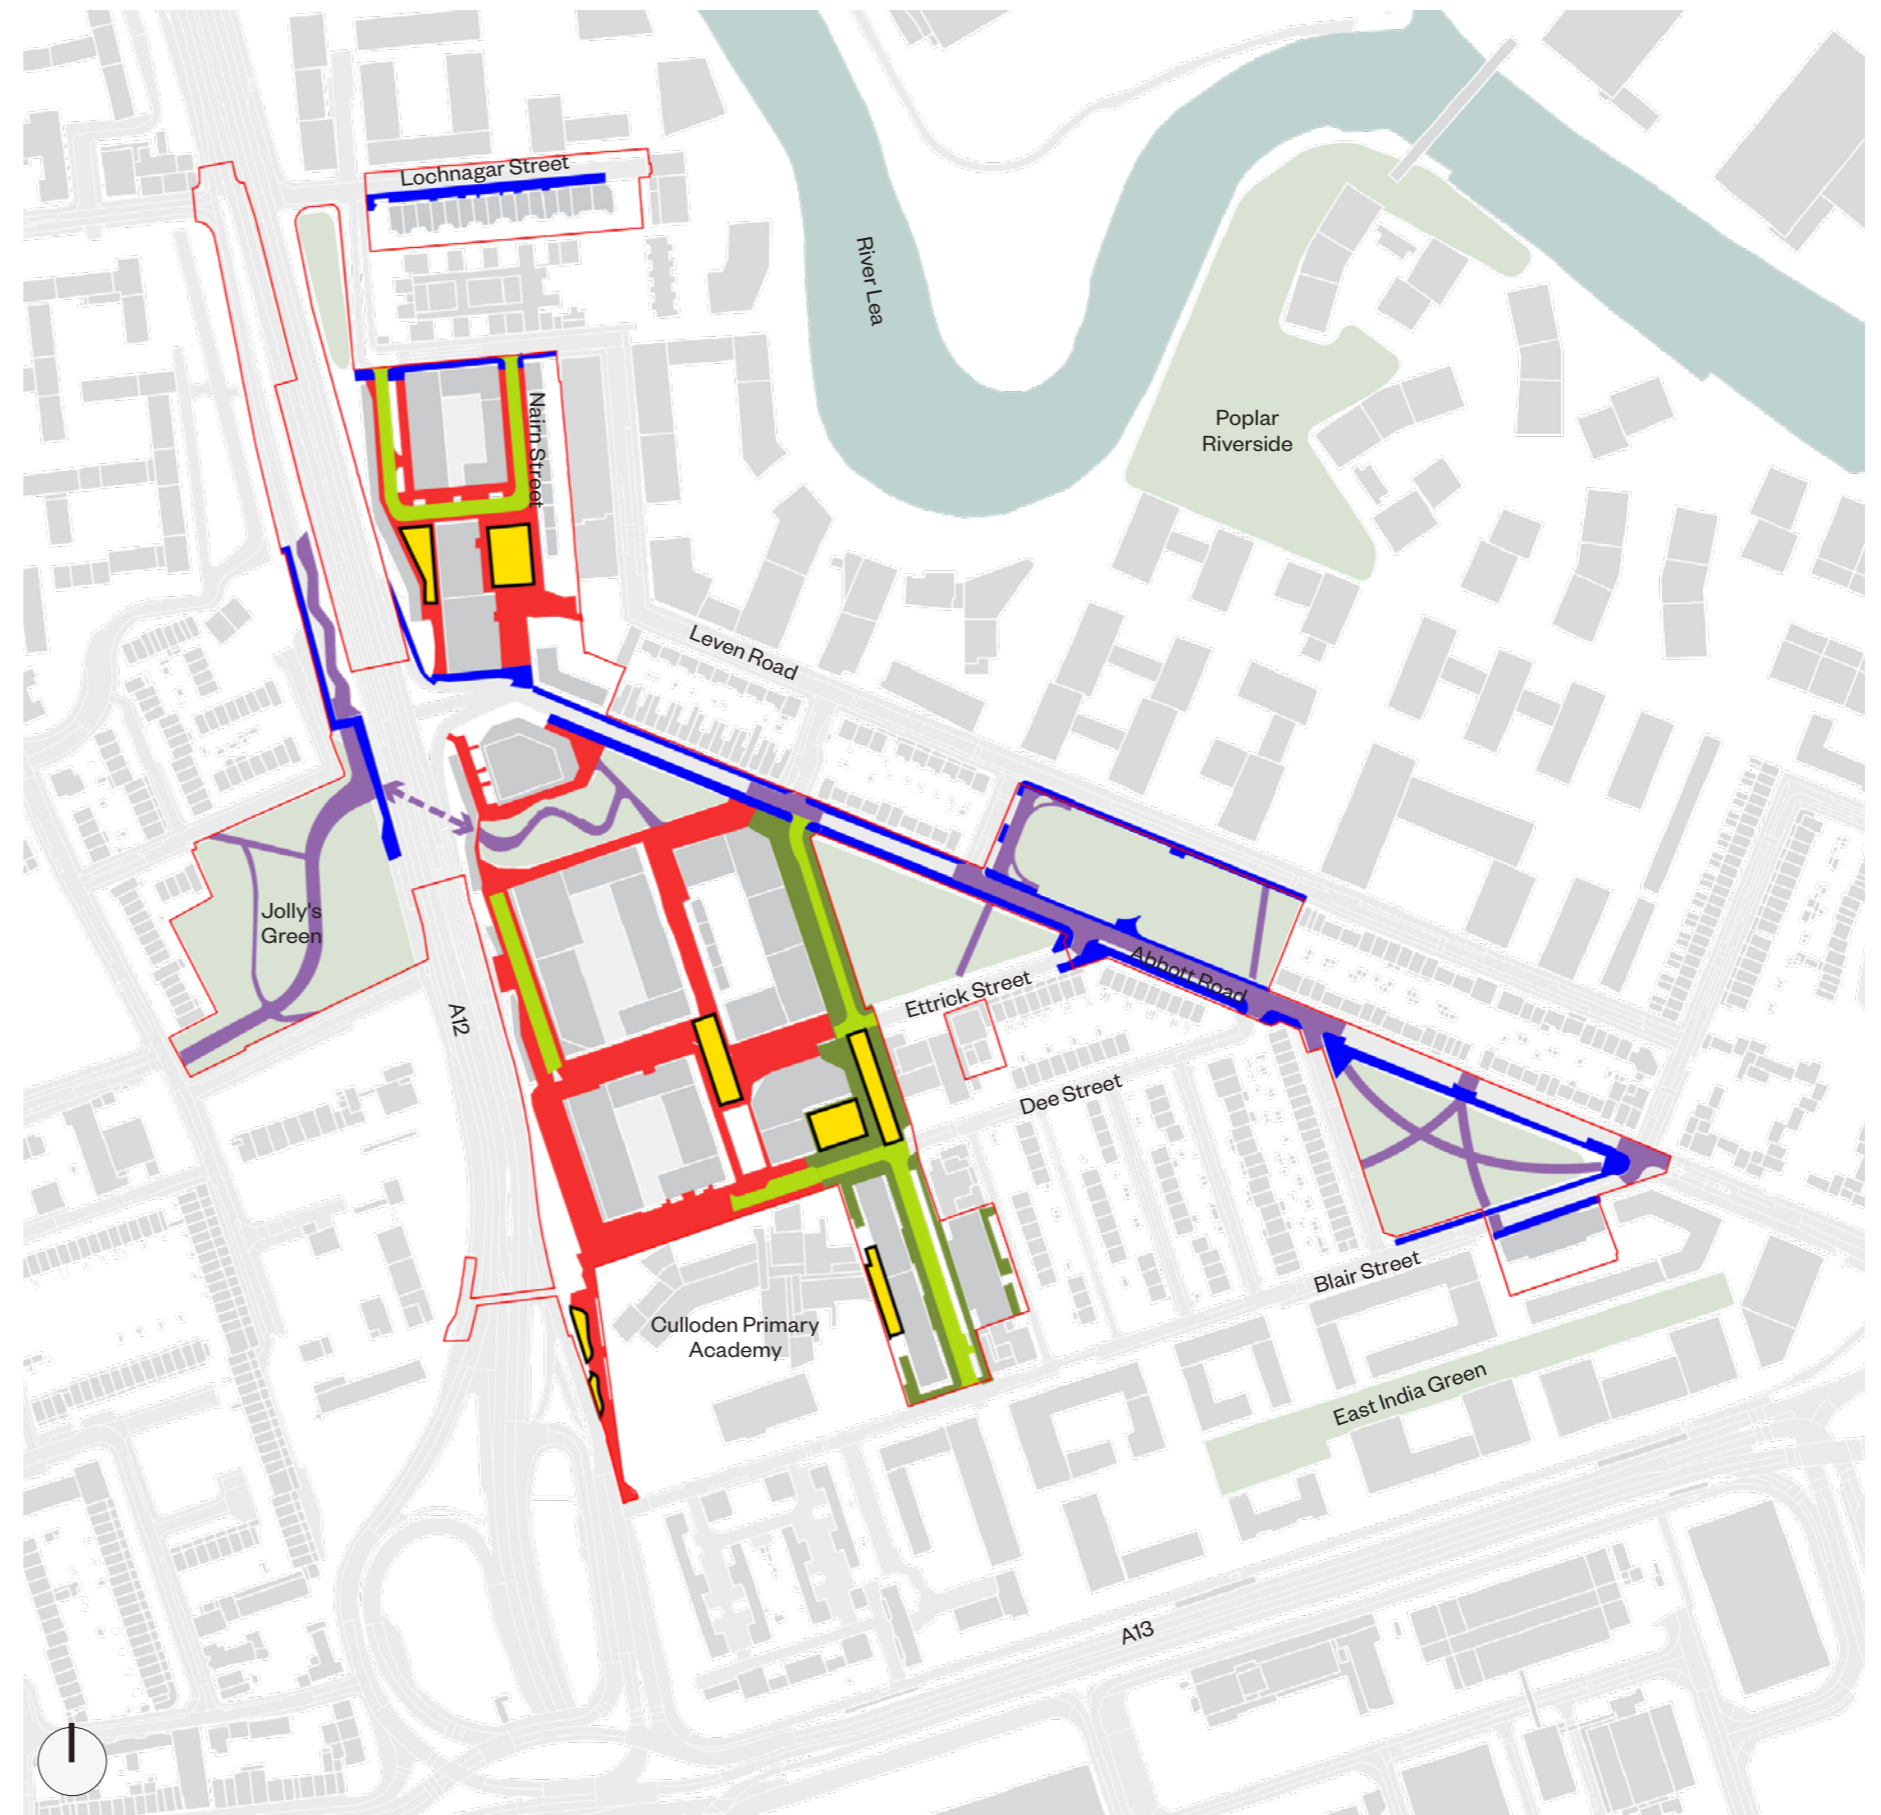 Lochnagar Street
River Lea
Poplar
Riverside
Nairn Street
Leven Road
Jolly's
Green
A12
Abbott Road
Ettrick Street
Dee Street
Blair Street
Culloden Primary
Academy
East India Green
A13